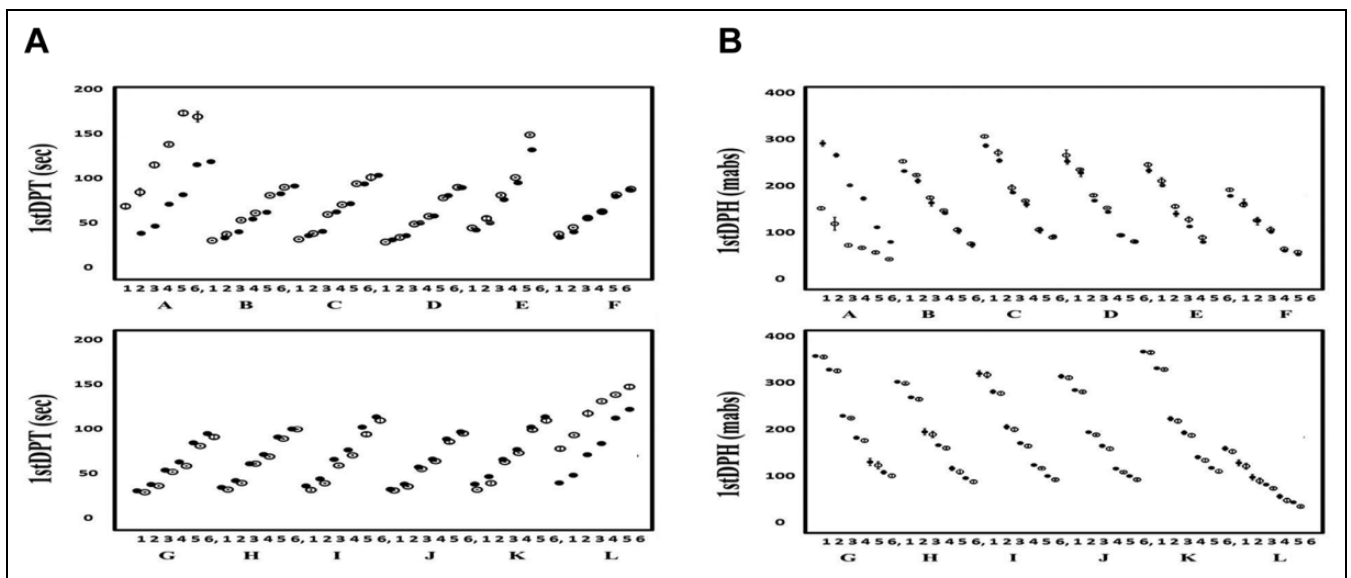 A
1stDPT (sec)
200
150
100
50
0
1 2 3 4 5 6, 1 2 3 4 5 6, 1 2 3 4 5 6, 1 2 3 4 5 6, 1 2 3 4 5 6, 1 2 3 4 5 6
A B C D E F
1stDPT (sec)
200
150
100
50
0
1 2 3 4 5 6, 1 2 3 4 5 6, 1 2 3 4 5 6, 1 2 3 4 5 6, 1 2 3 4 5 6, 1 2 3 4 5 6
G H I J K L
B
1stDPH (mabs)
400
300
200
100
0
1 2 3 4 5 6, 1 2 3 4 5 6, 1 2 3 4 5 6, 1 2 3 4 5 6, 1 2 3 4 5 6, 1 2 3 4 5 6
A B C D E F
1stDPH (mabs)
400
300
200
100
0
1 2 3 4 5 6, 1 2 3 4 5 6, 1 2 3 4 5 6, 1 2 3 4 5 6, 1 2 3 4 5 6, 1 2 3 4 5 6
G H I J K L